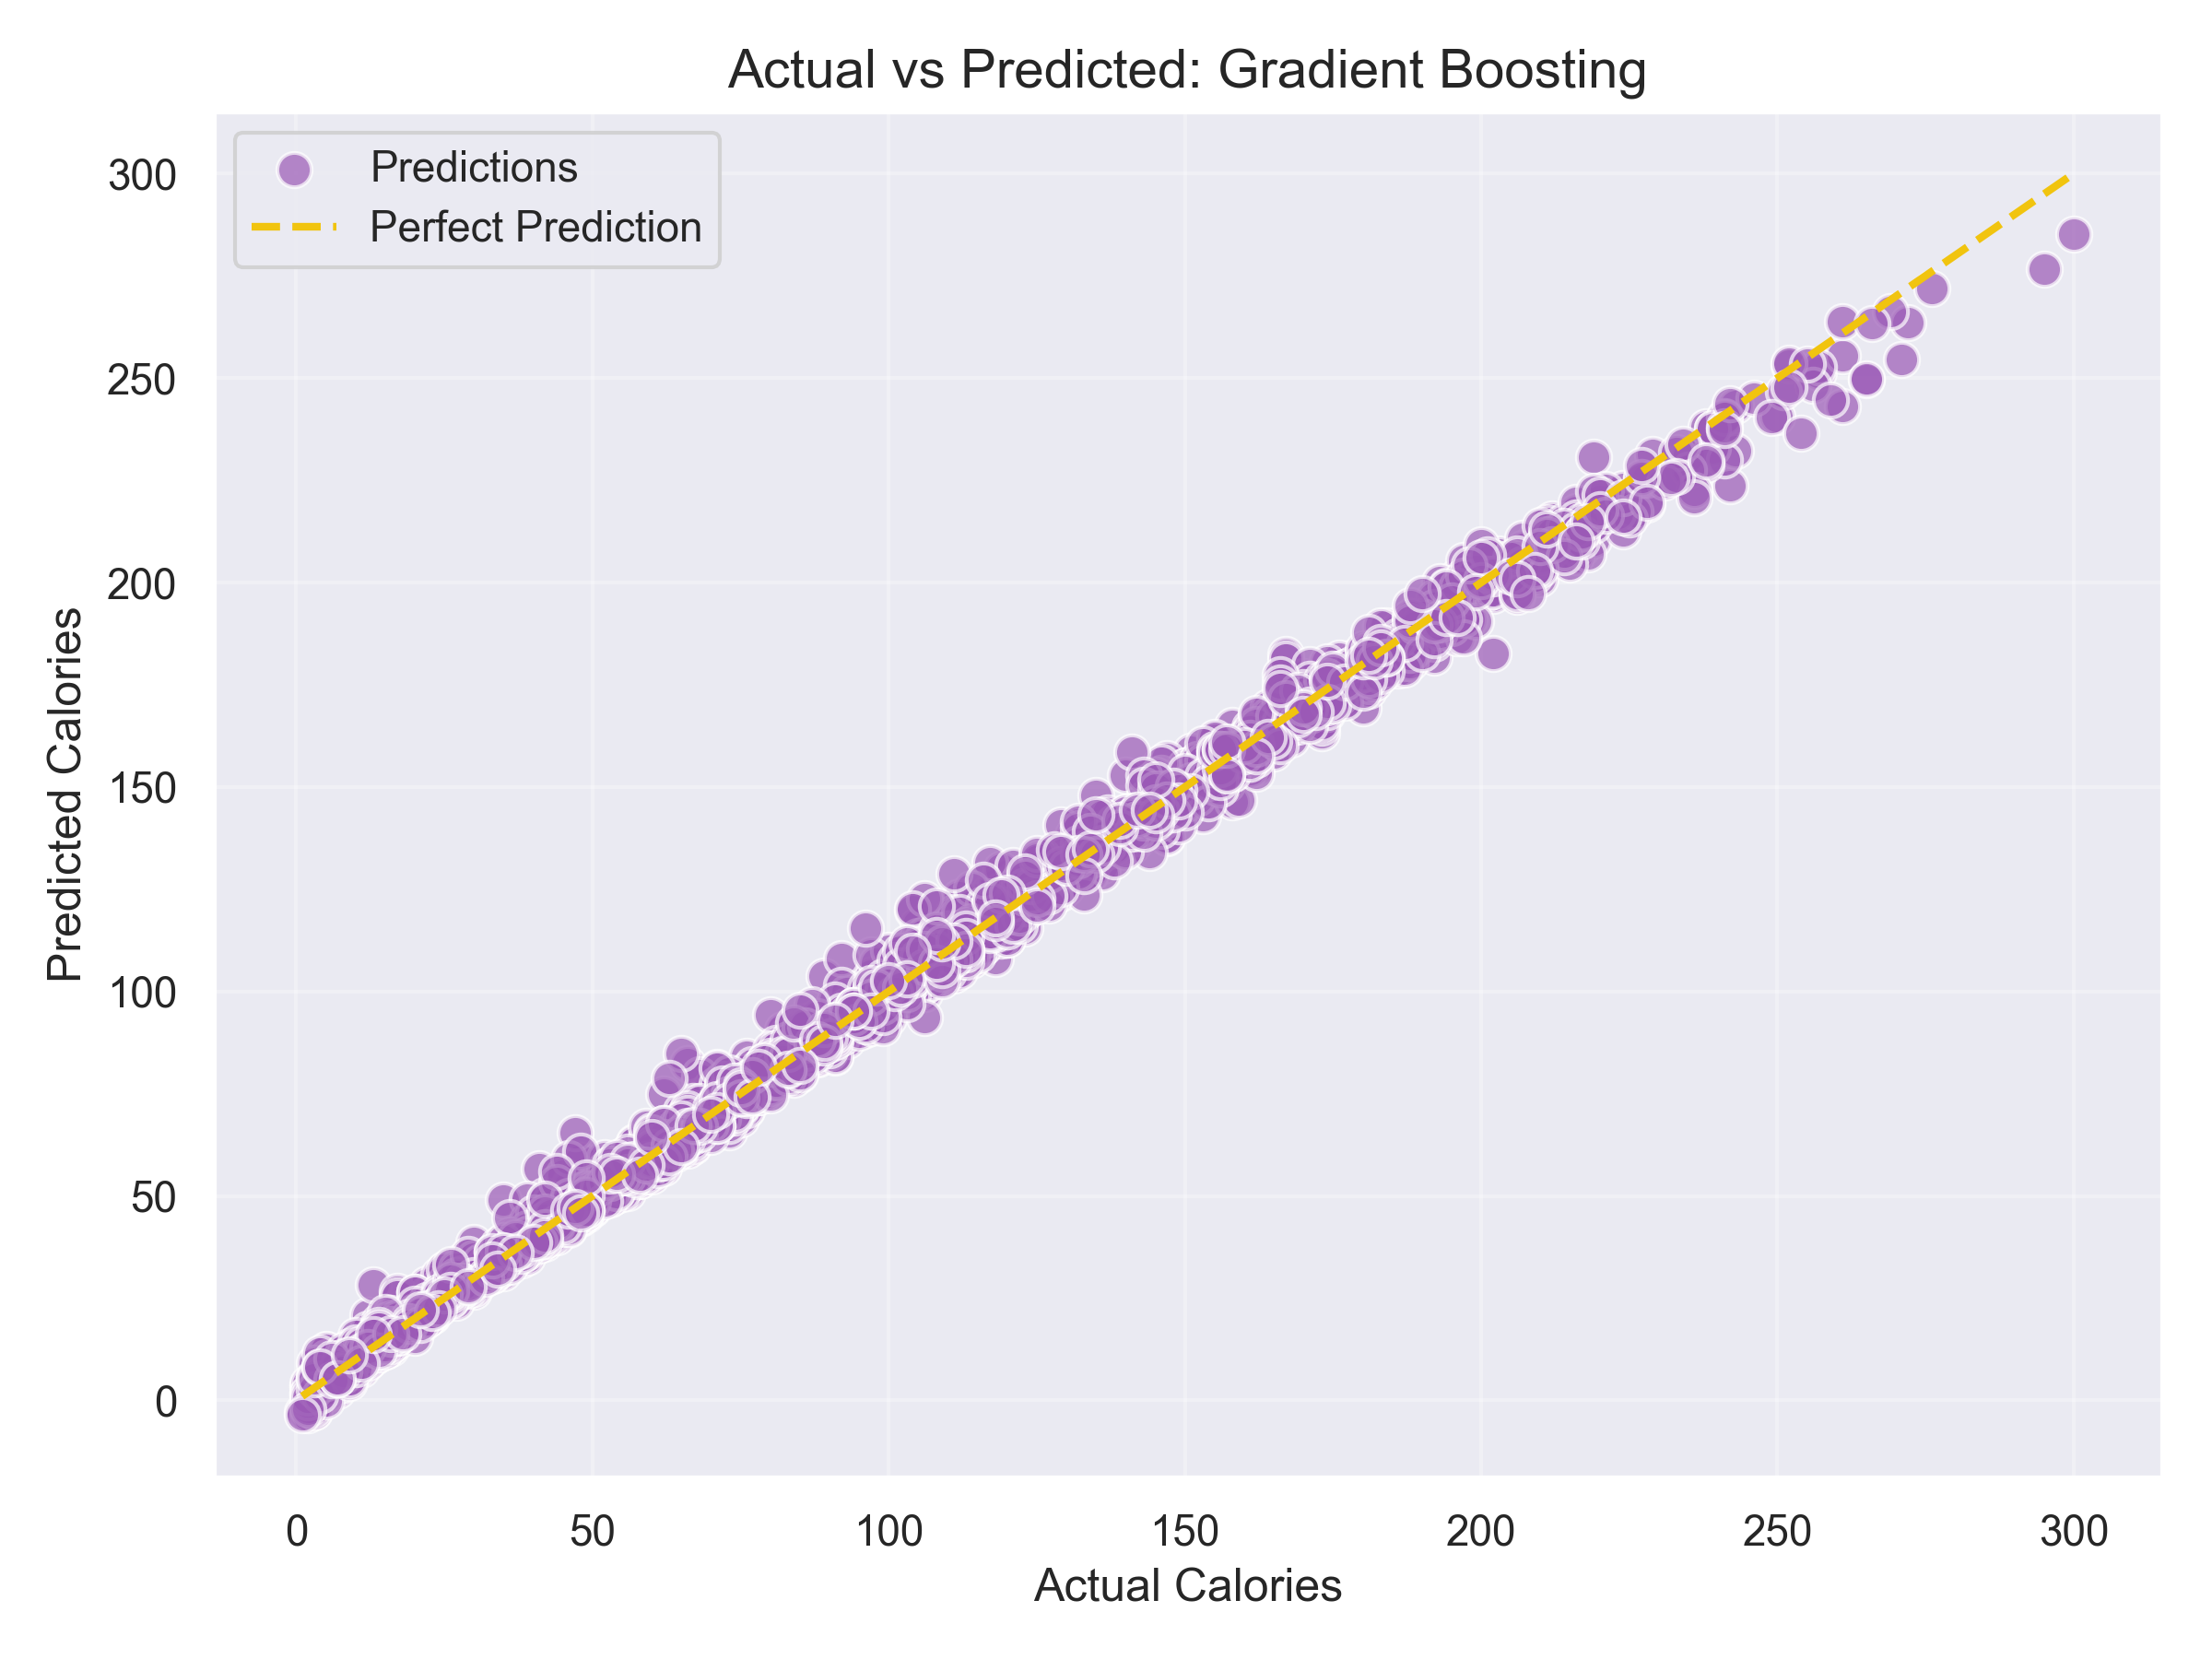 Actual vs Predicted: Gradient Boosting
Predictions
Perfect Prediction
300
250
200
150
100
50
0
Predicted Calories
0 50 100 150 200 250 300
Actual Calories